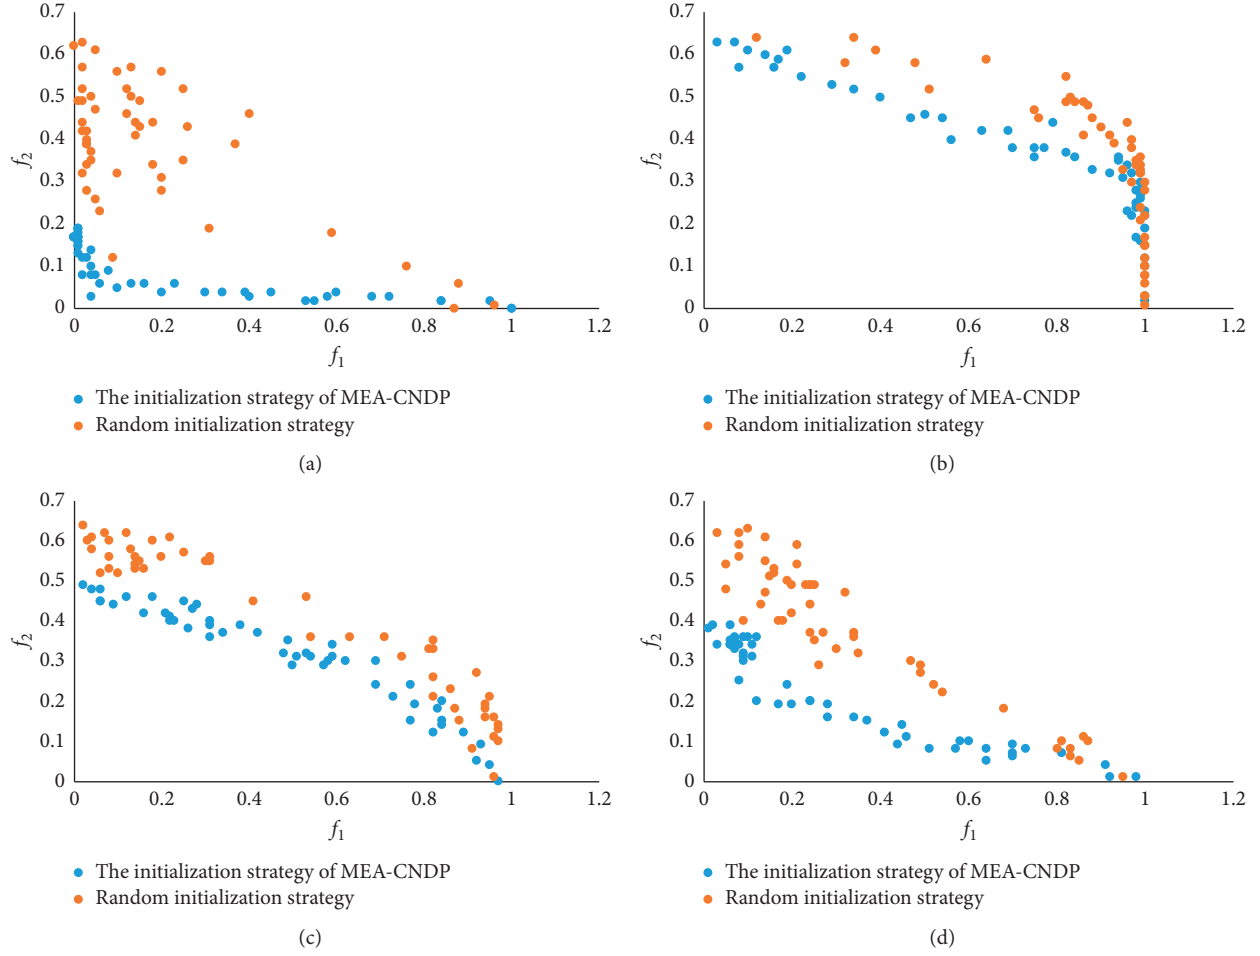 0.7
0.6
0.5
0.4
0.3
0.2
0.1
0
f2
0 0.2 0.4 0.6 0.8 1 1.2
f1
The initialization strategy of MEA-CNDP
Random initialization strategy
(a)
0.7
0.6
0.5
0.4
0.3
0.2
0.1
0
f2
0 0.2 0.4 0.6 0.8 1 1.2
f1
The initialization strategy of MEA-CNDP
Random initialization strategy
(b)
0.7
0.6
0.5
0.4
0.3
0.2
0.1
0
f2
0 0.2 0.4 0.6 0.8 1 1.2
f1
The initialization strategy of MEA-CNDP
Random initialization strategy
(c)
0.7
0.6
0.5
0.4
0.3
0.2
0.1
0
f2
0 0.2 0.4 0.6 0.8 1 1.2
f1
The initialization strategy of MEA-CNDP
Random initialization strategy
(d)